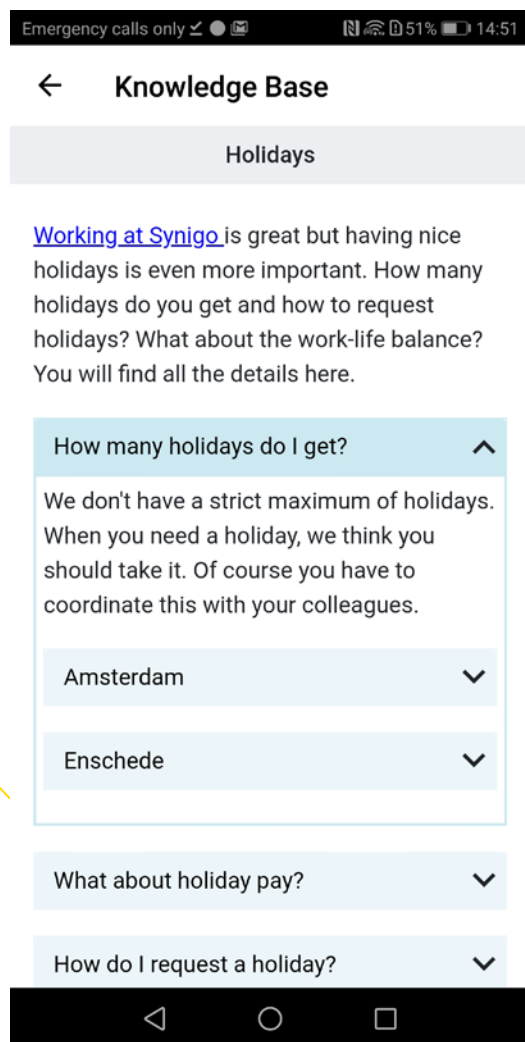 Emergency calls only 51% 14:51
Knowledge Base
Holidays
Working at Synigo is great but having nice
holidays is even more important. How many
holidays do you get and how to request
holidays? What about the work-life balance?
You will find all the details here.
How many holidays do I get?
We don't have a strict maximum of holidays.
When you need a holiday, we think you
should take it. Of course you have to
coordinate this with your colleagues.
Amsterdam
Enschede
What about holiday pay?
How do I request a holiday?